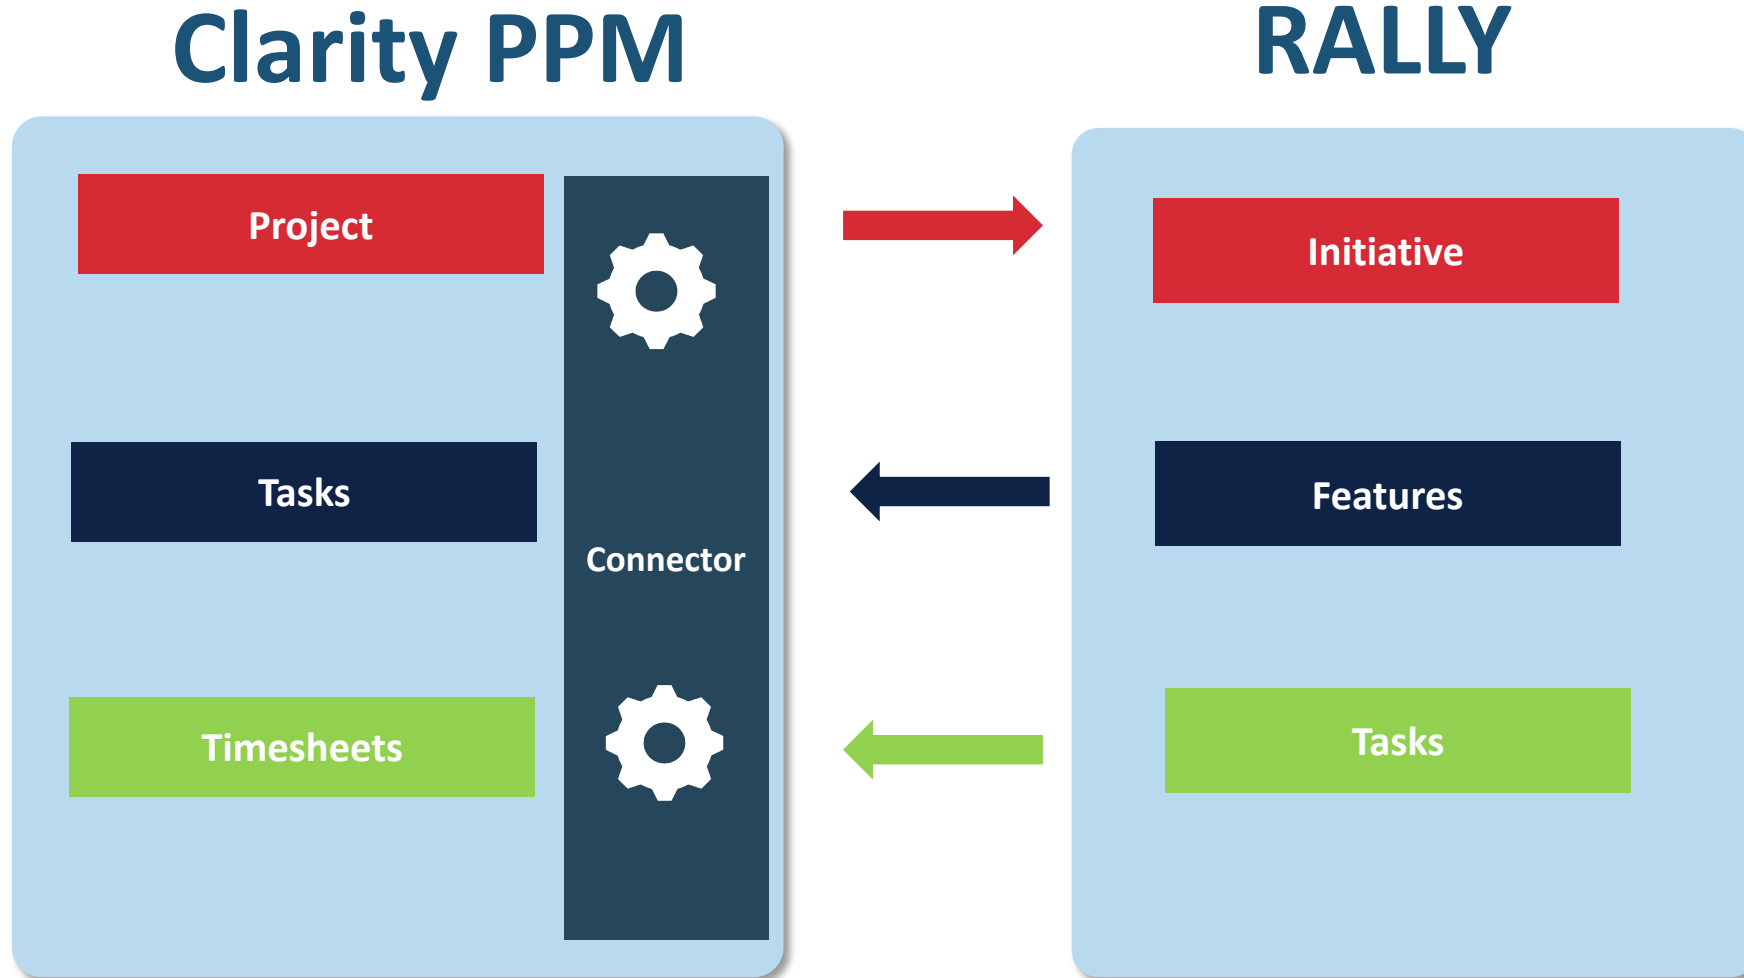 Clarity PPM
RALLY
Project
Initiative
Tasks
Features
Connector
Timesheets
Tasks